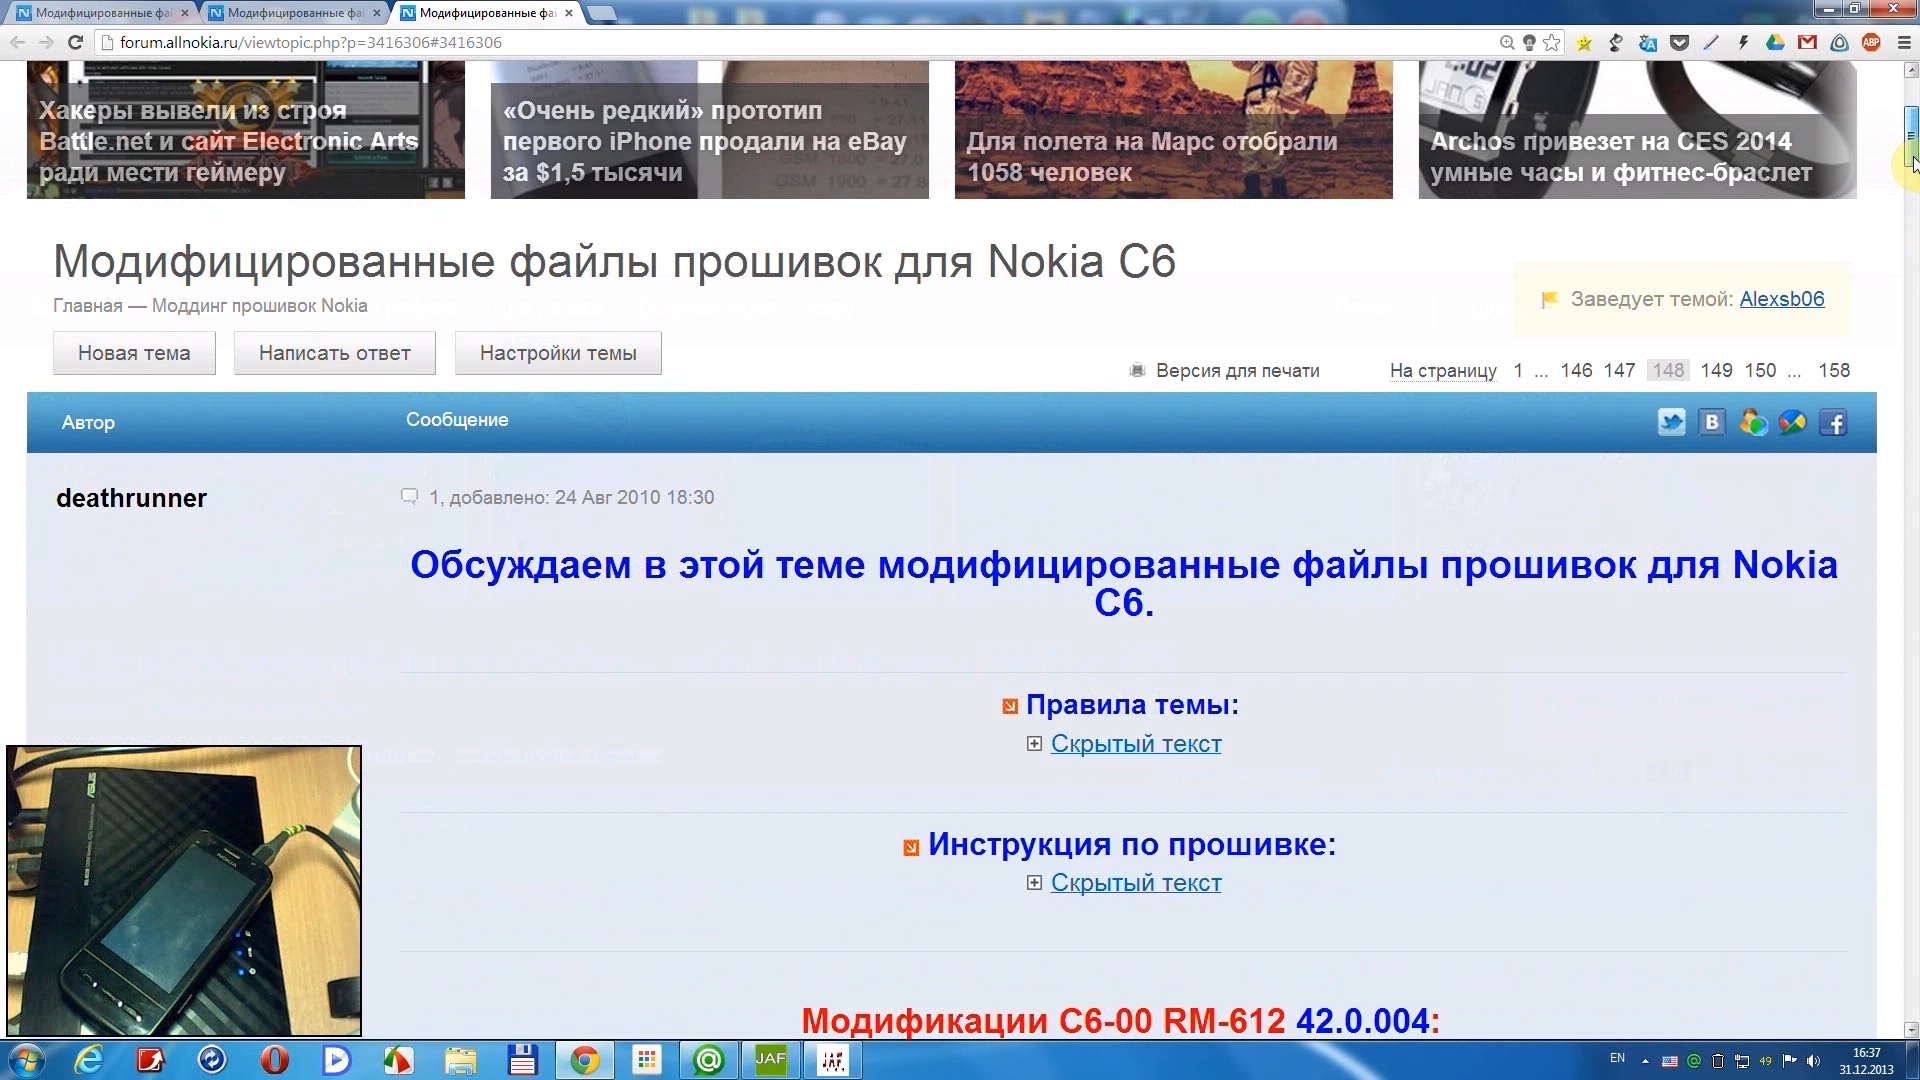 Модифицированные фа
Модифицированные фа
Модифицированные фа
forum.allnokia.ru/viewtopic.php?p=3416306#3416306
ABP
Хакеры вывели из строя
Battle.net и сайт Electronic Arts
ради мести геймеру
«Очень редкий» прототип
первого iPhone продали на eBay
за $1,5 тысячи
Для полета на Марс отобрали
1058 человек
Archos привезет на CES 2014
умные часы и фитнес-браслет
Модифицированные файлы прошивок для Nokia C6
Главная — Моддинг прошивок Nokia
Заведует темой: Alexsb06
Новая тема
Написать ответ
Настройки темы
Версия для печати
На страницу 1 ... 146 147 148 149 150 ... 158
Автор
Сообщение
deathrunner
1, добавлено: 24 Авг 2010 18:30
Обсуждаем в этой теме модифицированные файлы прошивок для Nokia
C6.
Правила темы:
Скрытый текст
Инструкция по прошивке:
Скрытый текст
Модификации C6-00 RM-612 42.0.004:
ASUS
NOKIA
JAF
JAF
EN
49
16:37
31.12.2013